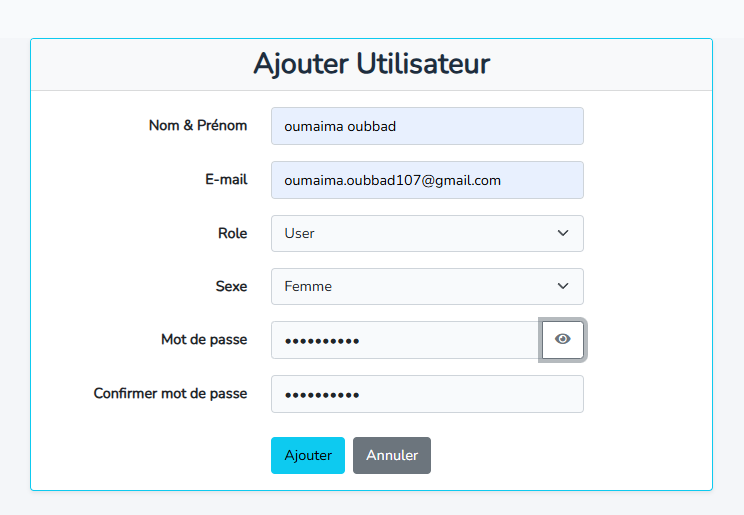 Ajouter Utilisateur
Nom & Prénom oumaima oubbad
E-mail oumaima.oubbad107@gmail.com
Role User
Sexe Femme
Mot de passe ••••••••••
Confirmer mot de passe ••••••••••
Ajouter Annuler